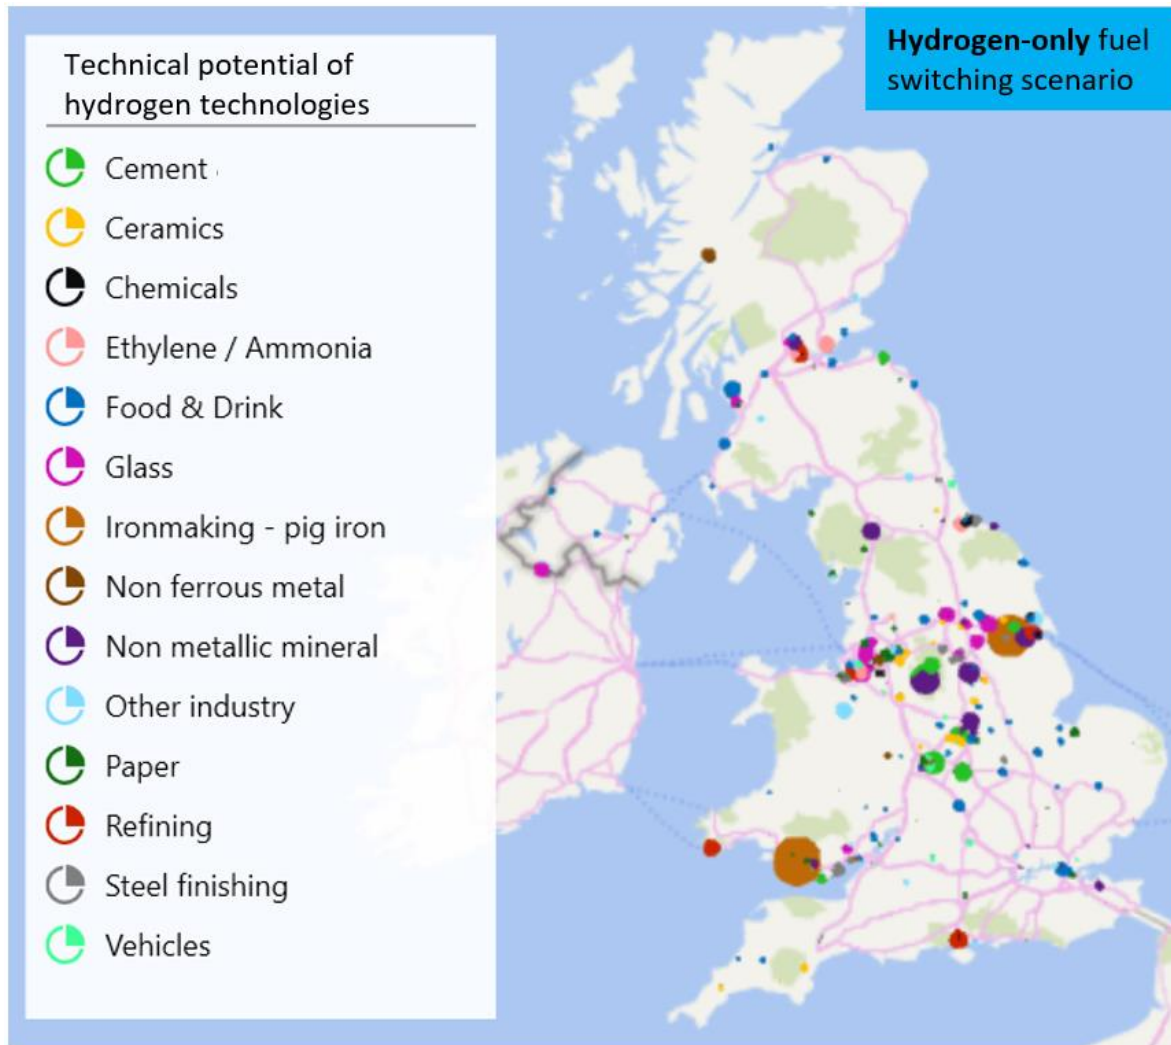 Hydrogen-only fuel
switching scenario
Technical potential of
hydrogen technologies
Cement
Ceramics
Chemicals
Ethylene / Ammonia
Food & Drink
Glass
Ironmaking - pig iron
Non ferrous metal
Non metallic mineral
Other industry
Paper
Refining
Steel finishing
Vehicles